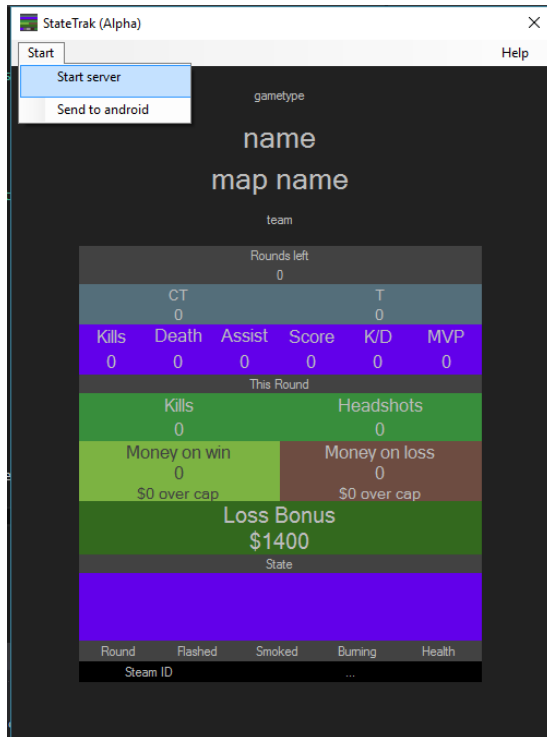 StateTrak (Alpha)
Start Help
Start server
Send to android
gametype
name
map name
team
Rounds left
0
CT T
0 0
Kills Death Assist Score K/D MVP
0 0 0 0 0 0
This Round
Kills Headshots
0 0
Money on win Money on loss
0 0
$0 over cap $0 over cap
Loss Bonus
$1400
State
Round Flashed Smoked Burning Health
Steam ID ...